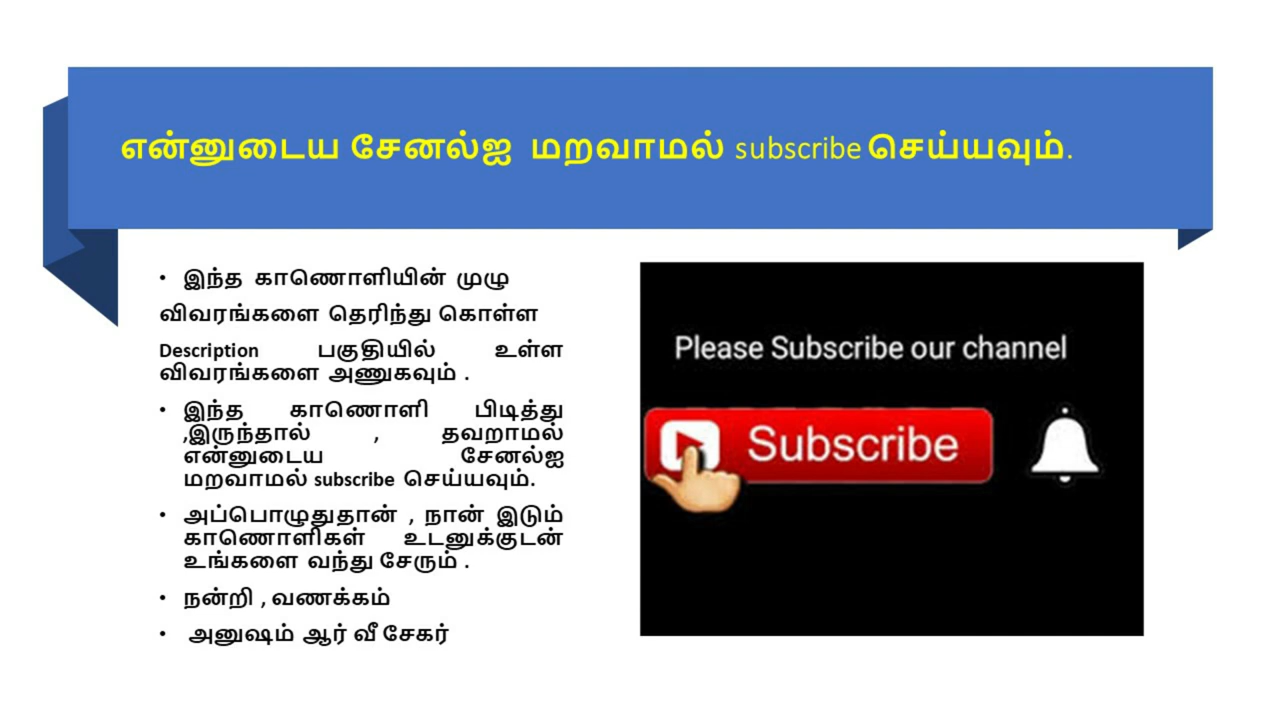 என்னுடைய சேனல்ஐ மறவாமல் subscribe செய்யவும்.
• இந்த காணொளியின் முழு
விவரங்களை தெரிந்து கொள்ள
Description பகுதியில் உள்ள
விவரங்களை அணுகவும் .
• இந்த காணொளி பிடித்து
,இருந்தால் , தவறாமல்
என்னுடைய சேனல்ஐ
மறவாமல் subscribe செய்யவும்.
• அப்பொழுதுதான் , நான் இடும்
காணொளிகள் உடனுக்குடன்
உங்களை வந்து சேரும் .
• நன்றி , வணக்கம்
• அனுஷம் ஆர் வீ சேகர்
Please Subscribe our channel
Subscribe